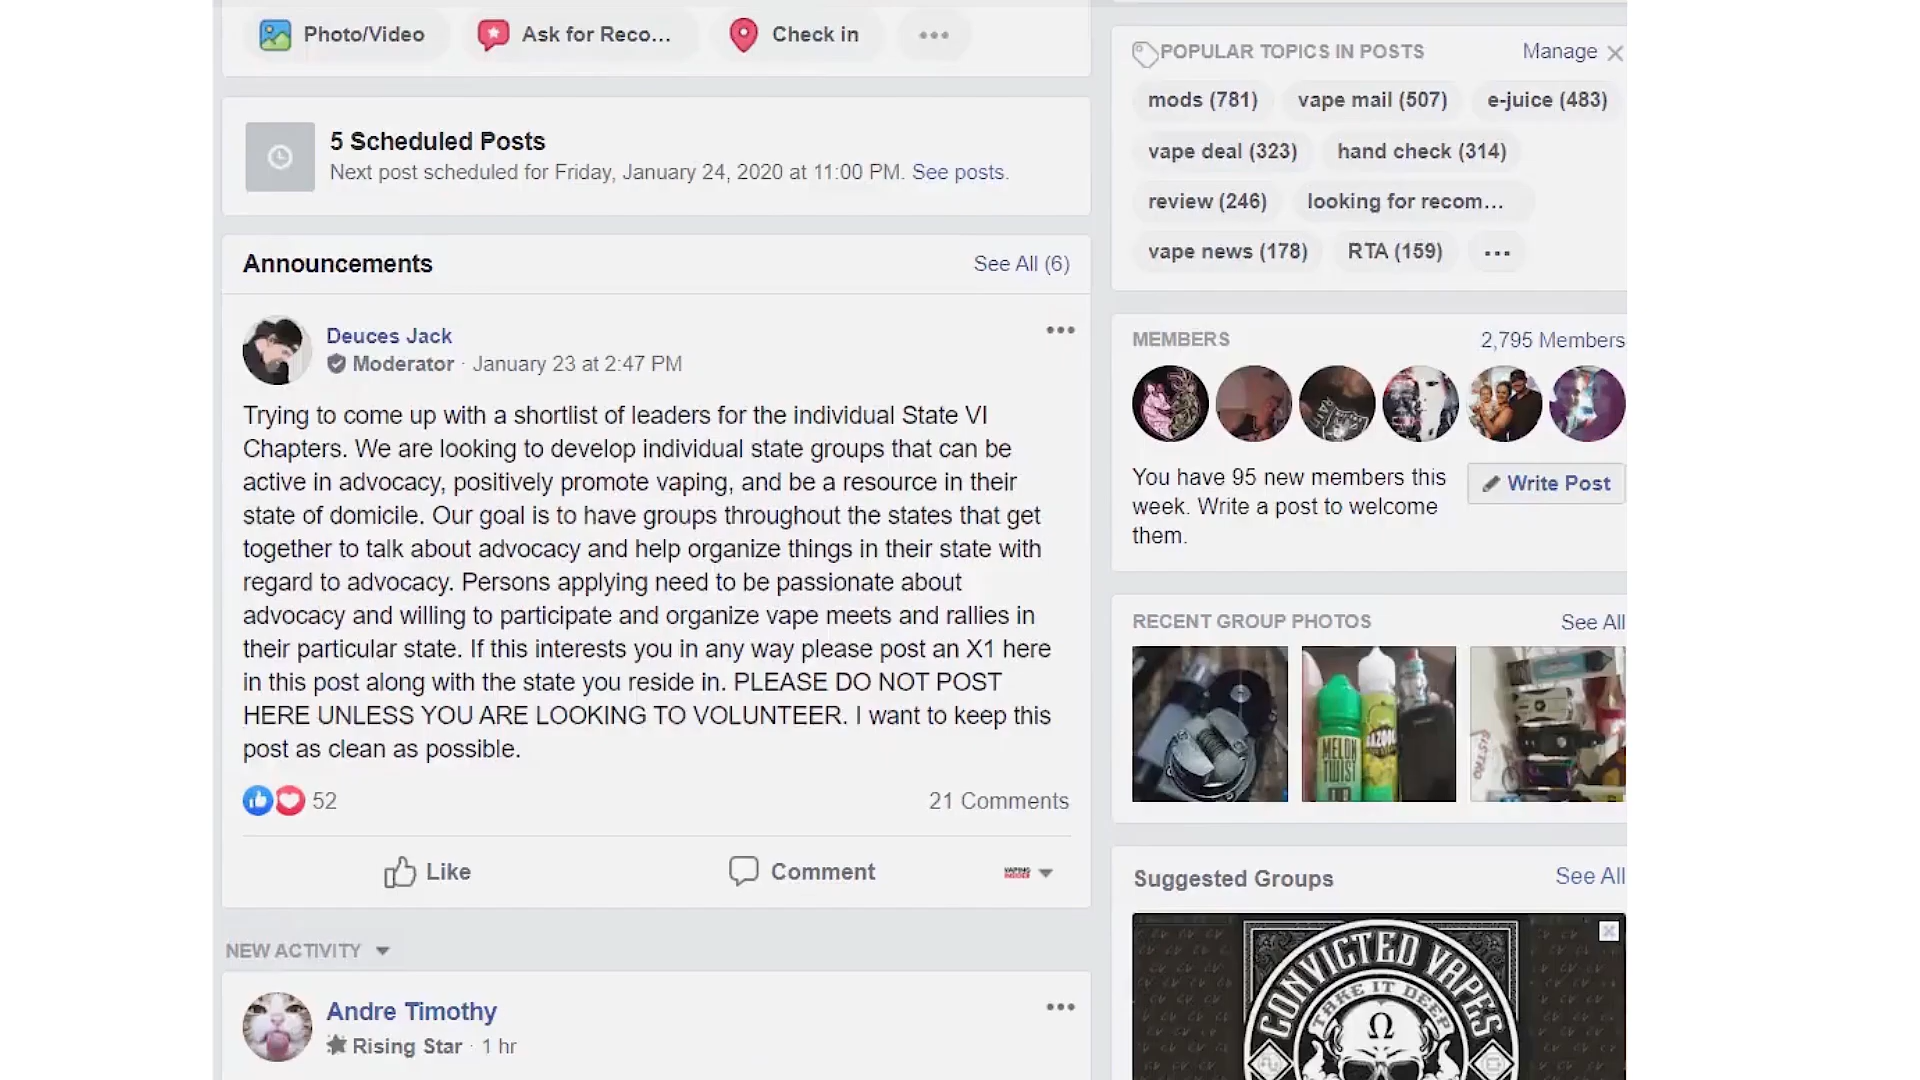 Photo/Video
Ask for Reco...
Check in
5 Scheduled Posts
Next post scheduled for Friday, January 24, 2020 at 11:00 PM. See posts.
Announcements
See All (6)
Deuces Jack
Moderator · January 23 at 2:47 PM
Trying to come up with a shortlist of leaders for the individual State VI
Chapters. We are looking to develop individual state groups that can be
active in advocacy, positively promote vaping, and be a resource in their
state of domicile. Our goal is to have groups throughout the states that get
together to talk about advocacy and help organize things in their state with
regard to advocacy. Persons applying need to be passionate about
advocacy and willing to participate and organize vape meets and rallies in
their particular state. If this interests you in any way please post an X1 here
in this post along with the state you reside in. PLEASE DO NOT POST
HERE UNLESS YOU ARE LOOKING TO VOLUNTEER. I want to keep this
post as clean as possible.
52
21 Comments
Like
Comment
NEW ACTIVITY
Andre Timothy
Rising Star · 1 hr
POPULAR TOPICS IN POSTS
Manage
mods (781)
vape mail (507)
e-juice (483)
vape deal (323)
hand check (314)
review (246)
looking for recom...
vape news (178)
RTA (159)
MEMBERS
2,795 Members
You have 95 new members this
week. Write a post to welcome
them.
Write Post
RECENT GROUP PHOTOS
See All
MELON
TWIST
Suggested Groups
See All
CONVICTED VAPES
TAKE IT DEEP
Ω